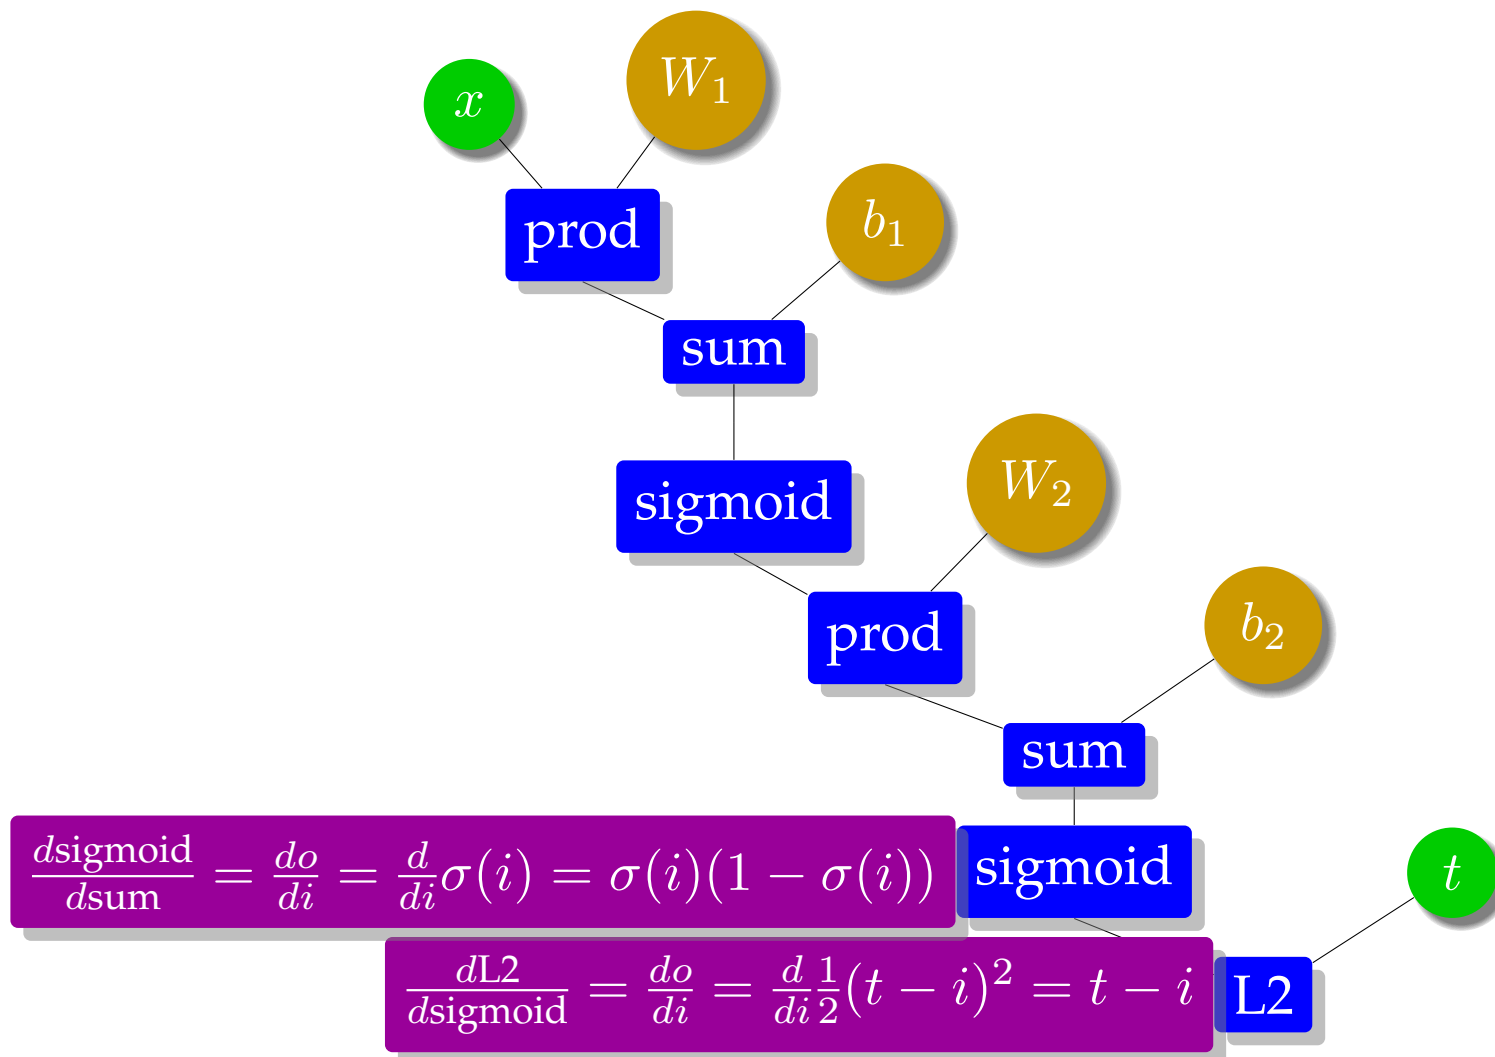 x
W₁
prod
b₁
sum
sigmoid
W₂
prod
b₂
sum
dsigmoid/dsum = do/di = d/di σ(i) = σ(i)(1 − σ(i))
sigmoid
t
dL2/dsigmoid = do/di = d/di 1/2 (t − i)² = t − i
L2